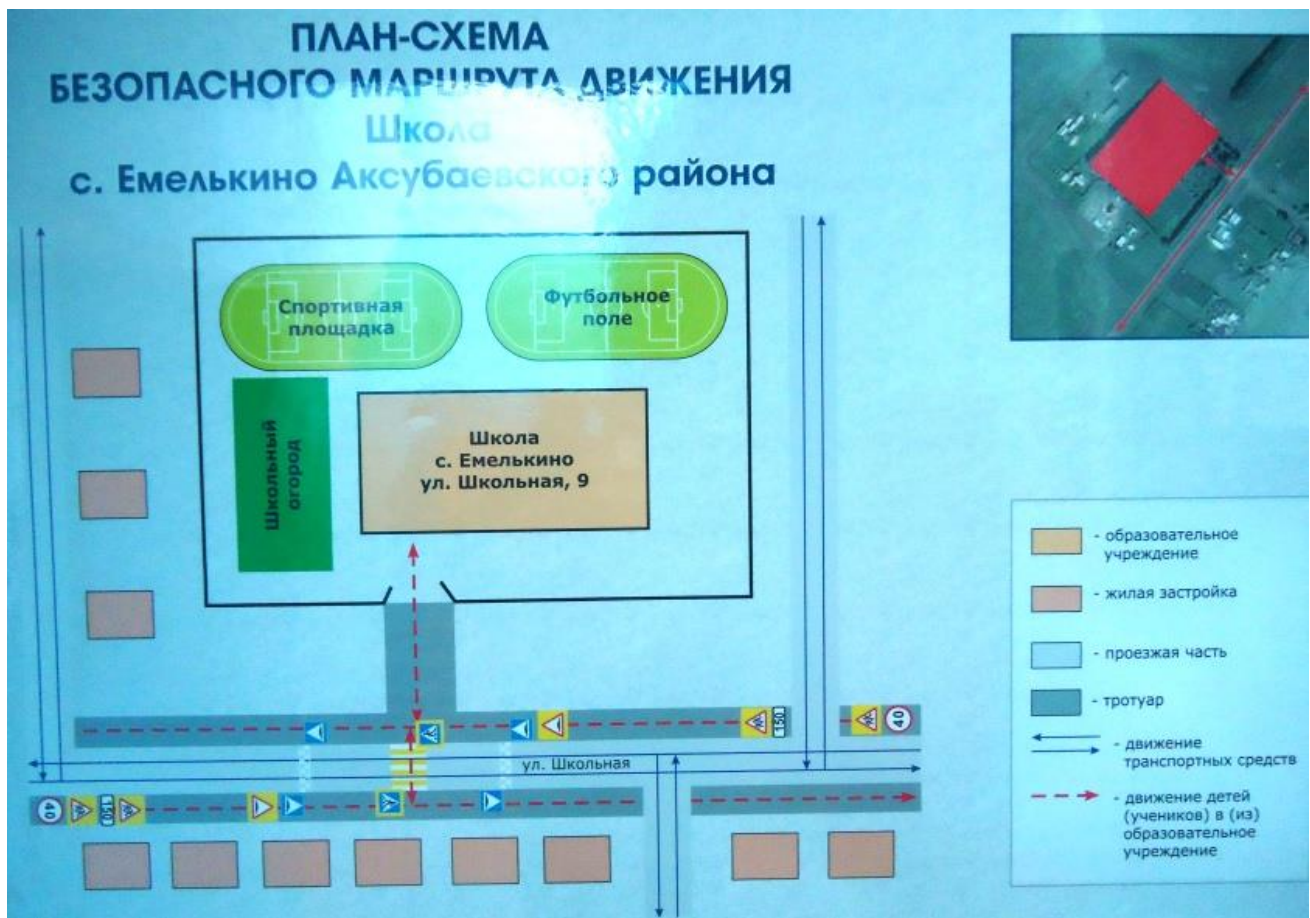 ПЛАН-СХЕМА
БЕЗОПАСНОГО МАРШРУТА ДВИЖЕНИЯ
Школа
с. Емелькино Аксубаевского района
Спортивная
площадка
Футбольное
поле
Школьный
огород
Школа
с. Емелькино
ул. Школьная, 9
150
40
ул. Школьная
40
150
- образовательное
учреждение
- жилая застройка
- проезжая часть
- тротуар
- движение
транспортных средств
- движение детей
(учеников) в (из)
образовательное
учреждение